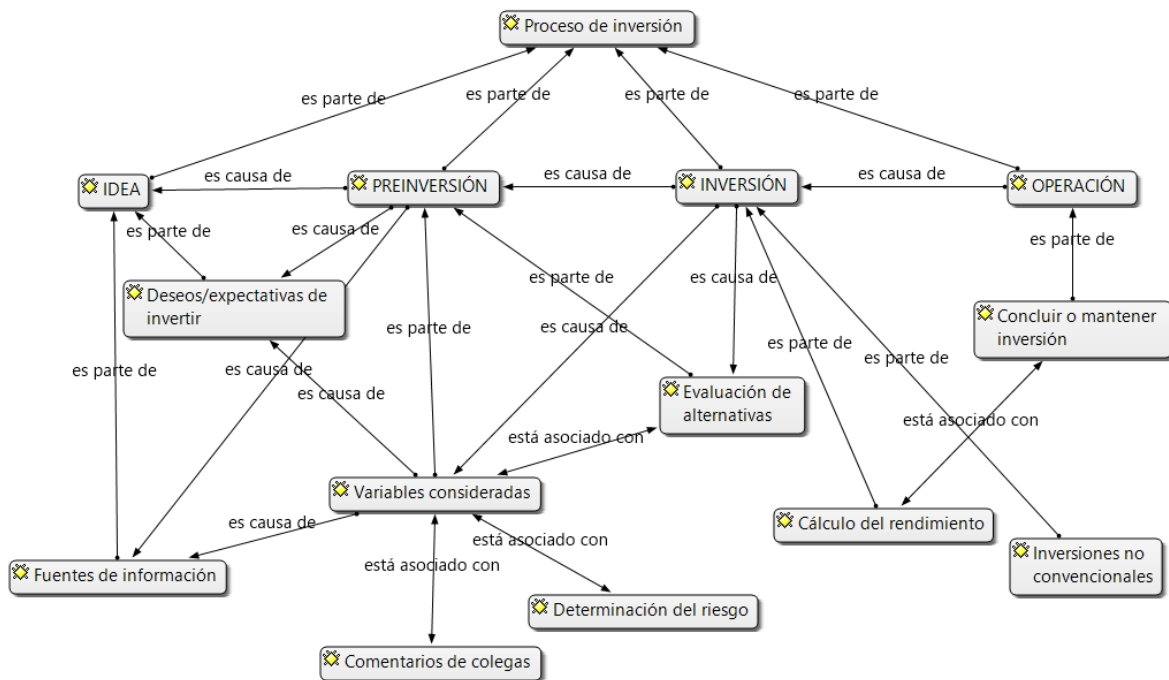 Proceso de inversión
es parte de
es parte de
es parte de
es parte de
IDEA
es causa de
PREINVERSIÓN
es causa de
INVERSIÓN
es causa de
OPERACIÓN
es parte de
es causa de
es parte de
Deseos/expectativas de
invertir
es parte de
es causa de
Concluir o mantener
inversión
es parte de
es causa de
es parte de
es parte de
es parte de
es causa de
es causa de
Evaluación de
alternativas
está asociado con
está asociado con
Variables consideradas
es causa de
Cálculo del rendimiento
está asociado con
Inversiones no
convencionales
está asociado con
Fuentes de información
Determinación del riesgo
Comentarios de colegas